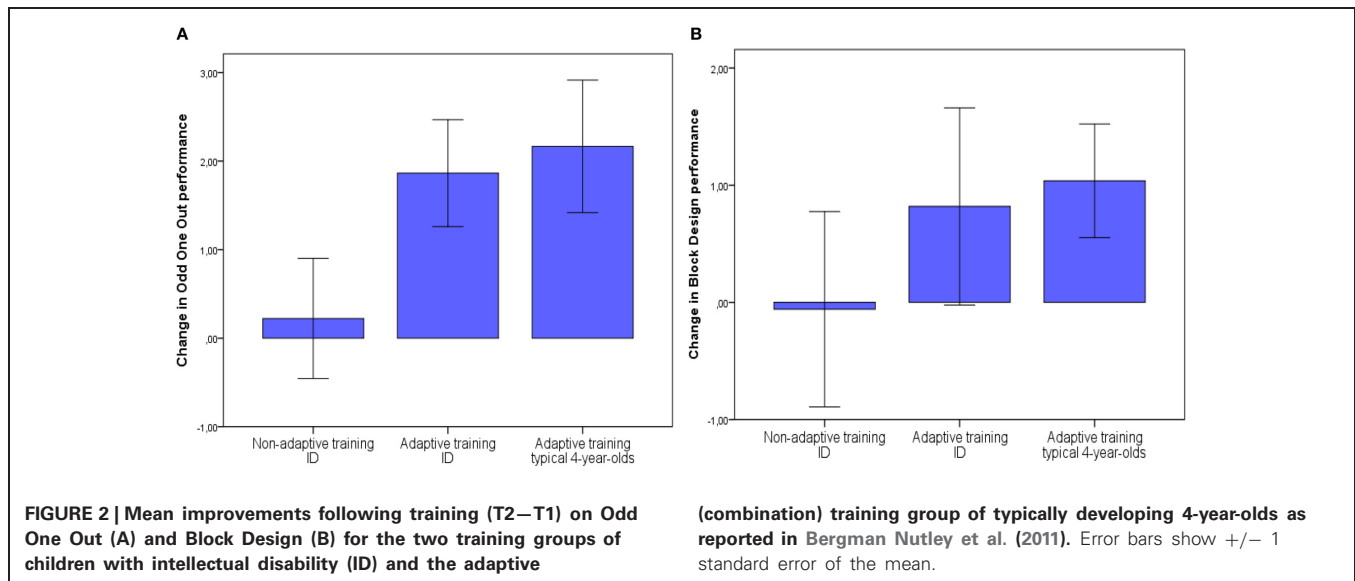 A
Change in Odd One Out performance
3,00
2,00
1,00
,00
-1,00
Non-adaptive training
ID
Adaptive training
ID
Adaptive training
typical 4-year-olds
B
Change in Block Design performance
2,00
1,00
,00
-1,00
Non-adaptive training
ID
Adaptive training
ID
Adaptive training
typical 4-year-olds
FIGURE 2 | Mean improvements following training (T2—T1) on Odd
One Out (A) and Block Design (B) for the two training groups of
children with intellectual disability (ID) and the adaptive
(combination) training group of typically developing 4-year-olds as
reported in Bergman Nutley et al. (2011). Error bars show +/− 1
standard error of the mean.